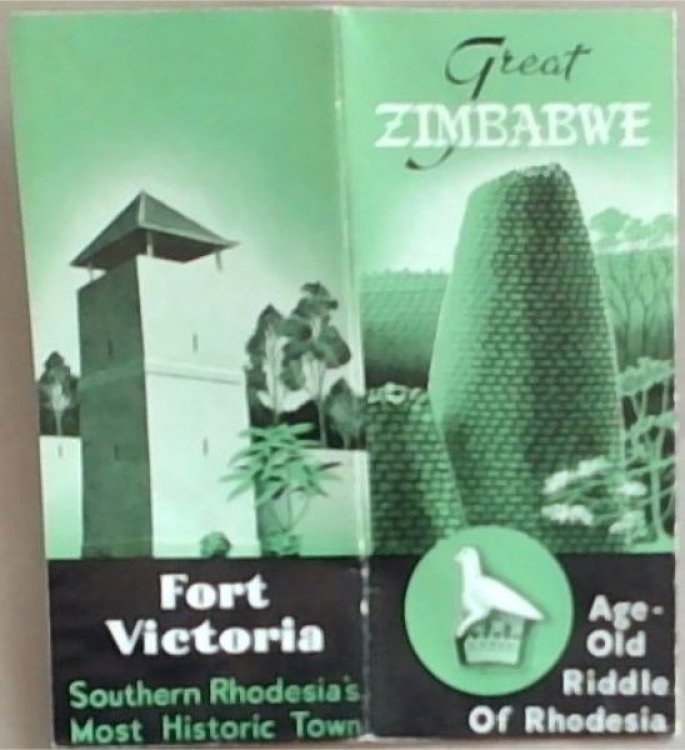 Fort
Victoria
Southern Rhodesia's
Most Historic Town
Great
ZIMBABWE
Age-
Old
Riddle
Of Rhodesia